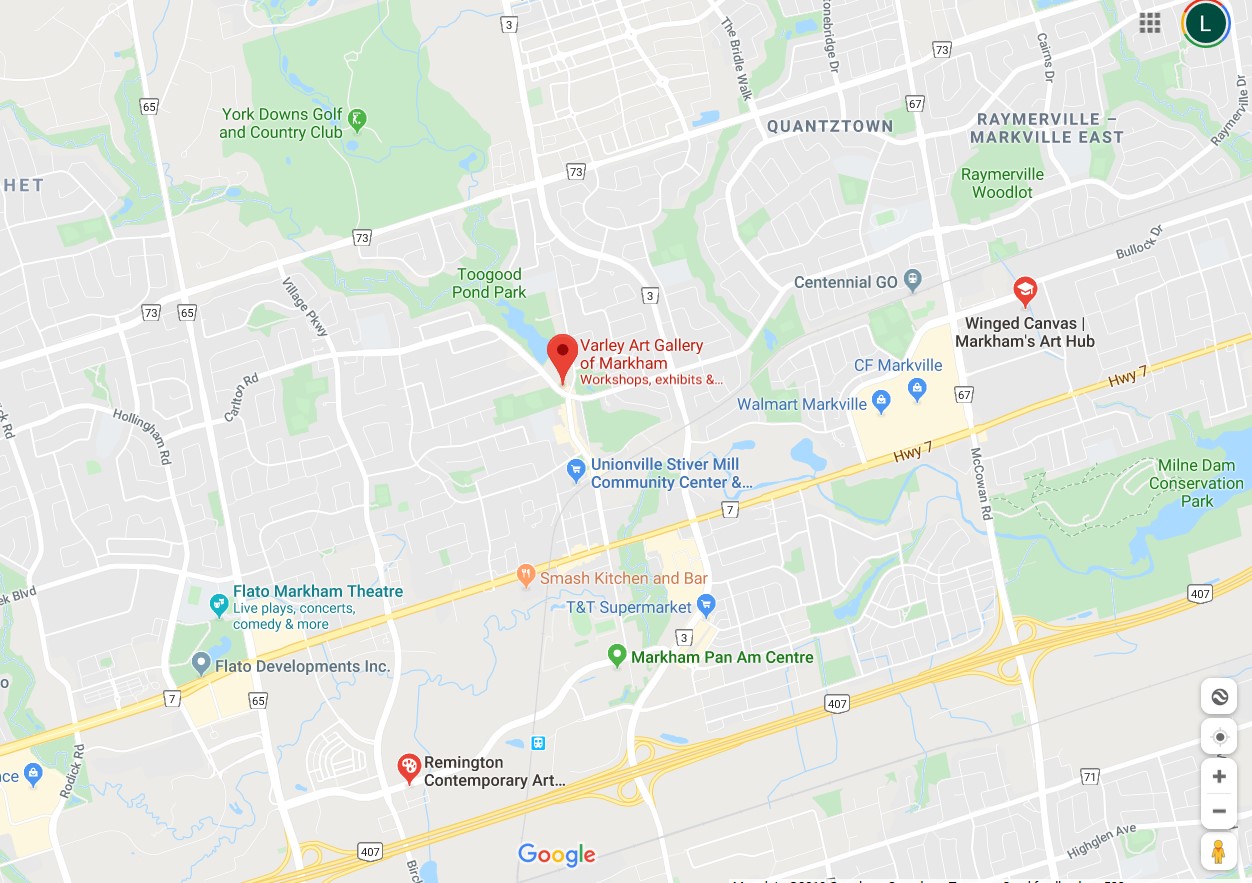 3
The Bridle Walk
Stonebridge Dr
L
73
Cairns Dr
67
65
York Downs Golf
and Country Club
QUANTZTOWN
RAYMERVILLE –
MARKVILLE EAST
Raymerville Dr
73
Raymerville
Woodlot
HET
73
Bullock Dr
Toogood
Pond Park
Centennial GO
3
Village Pkwy
73
65
Winged Canvas |
Markham's Art Hub
Varley Art Gallery
of Markham
Workshops, exhibits &...
CF Markville
Hwy 7
Carlton Rd
67
Walmart Markville
Hollingham Rd
Rd
Hwy 7
Unionville Stiver Mill
Community Center &...
McCowan Rd
Milne Dam
Conservation
Park
7
Smash Kitchen and Bar
Flato Markham Theatre
Live plays, concerts,
comedy & more
Blvd
407
T&T Supermarket
3
Markham Pan Am Centre
Flato Developments Inc.
7
65
407
Rodick Rd
Remington
Contemporary Art...
71
Highglen Ave
407
Google